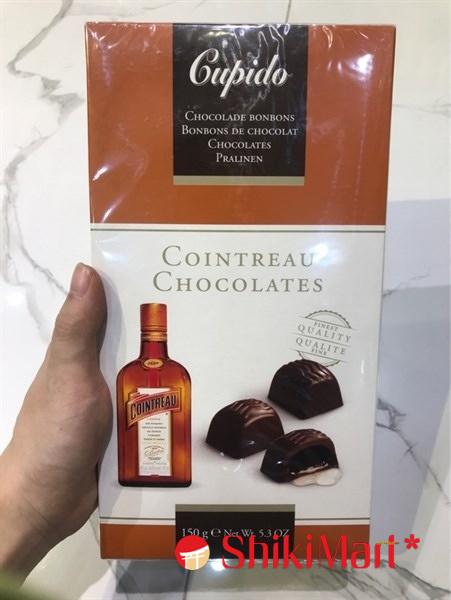 Cupido
CHOCOLADE BONBONS
BONBONS DE CHOCOLAT
CHOCOLATES
PRALINEN
COINTREAU
CHOCOLATES
FINEST
QUALITY
QUALITE
FINE
COINTREAU
150 g ℮ NET WT. 5.3 OZ
ShikiMart*